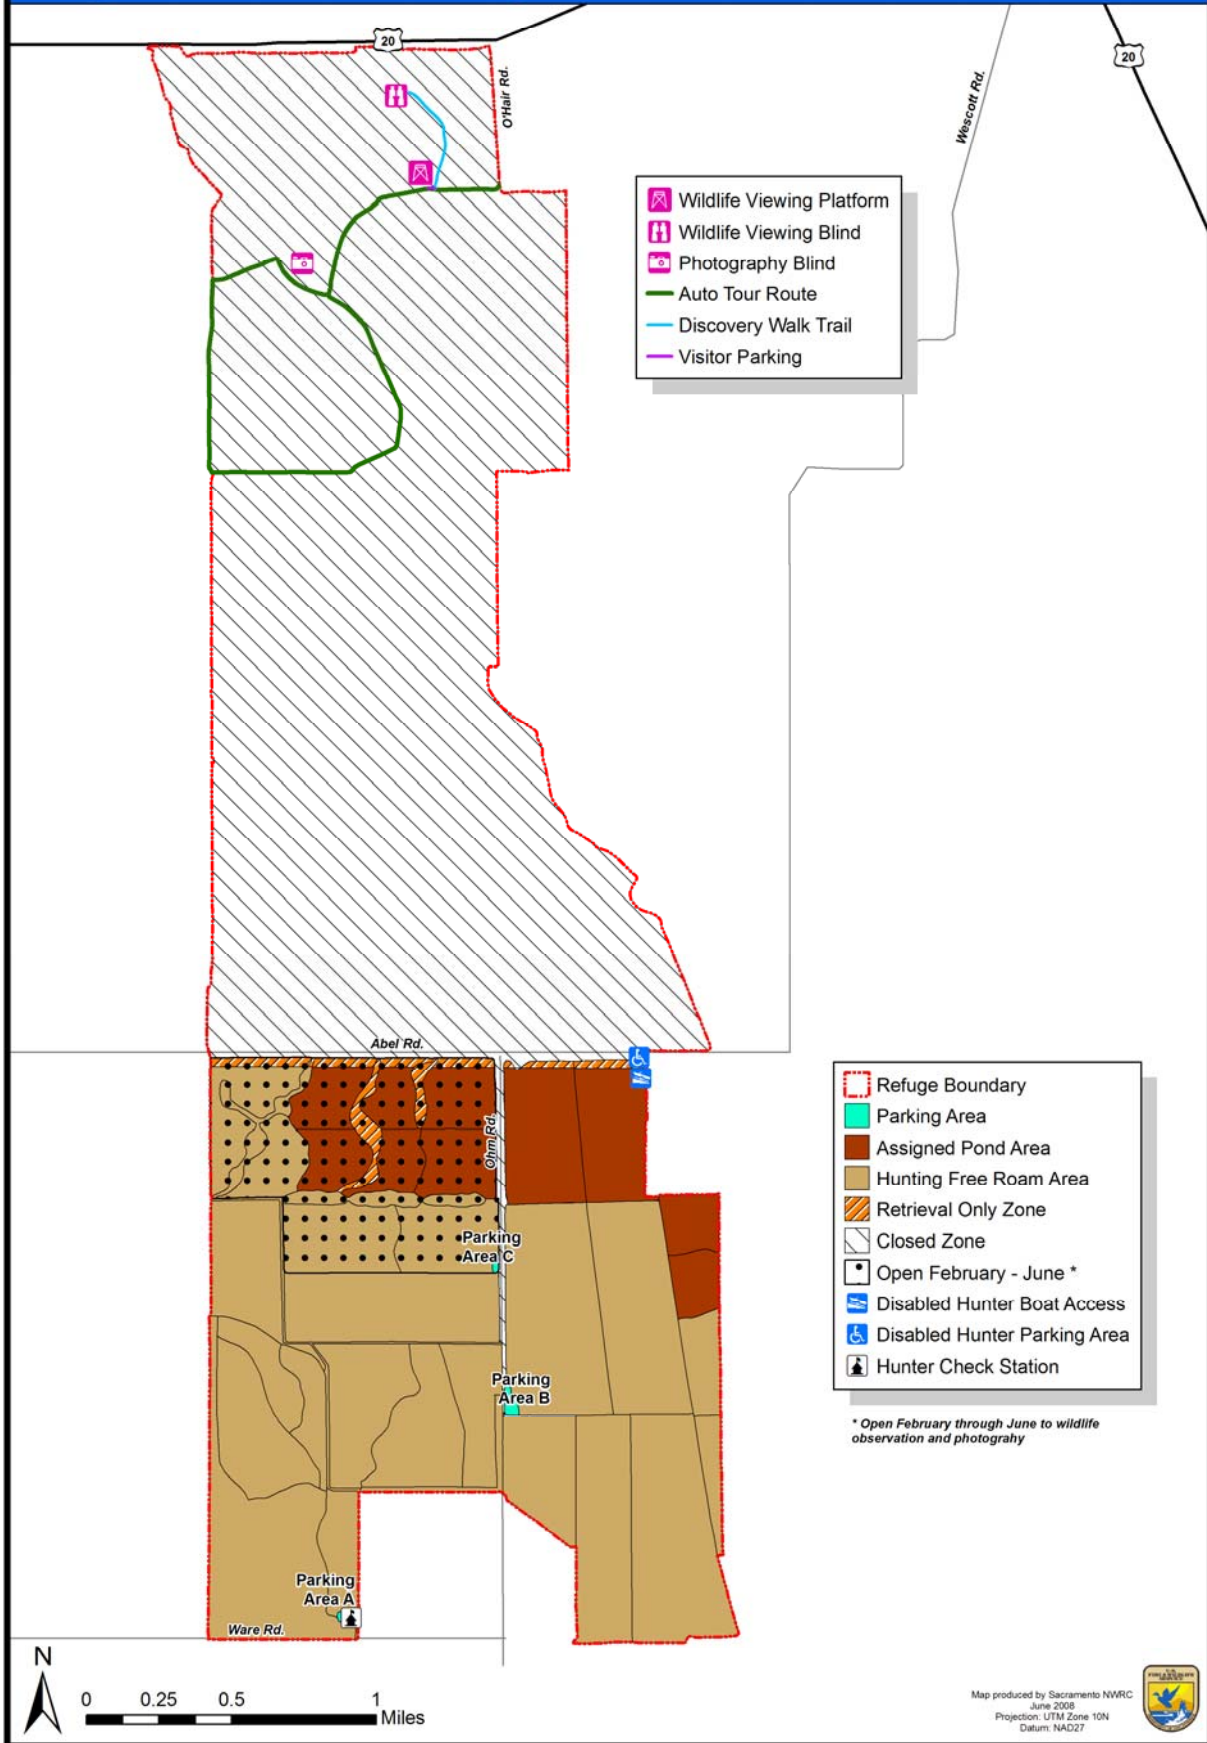 20
20
O'Hair Rd.
Wescott Rd.
Wildlife Viewing Platform
Wildlife Viewing Blind
Photography Blind
Auto Tour Route
Discovery Walk Trail
Visitor Parking
Abel Rd.
Ohm Rd.
Refuge Boundary
Parking Area
Assigned Pond Area
Hunting Free Roam Area
Retrieval Only Zone
Closed Zone
Open February - June *
Disabled Hunter Boat Access
Disabled Hunter Parking Area
Hunter Check Station
Parking
Area C
Parking
Area B
* Open February through June to wildlife
observation and photograhy
Parking
Area A
Ware Rd.
N
0 0.25 0.5 1
Miles
Map produced by Sacramento NWRC
June 2008
Projection: UTM Zone 10N
Datum: NAD27
U.S.
FISH & WILDLIFE
SERVICE